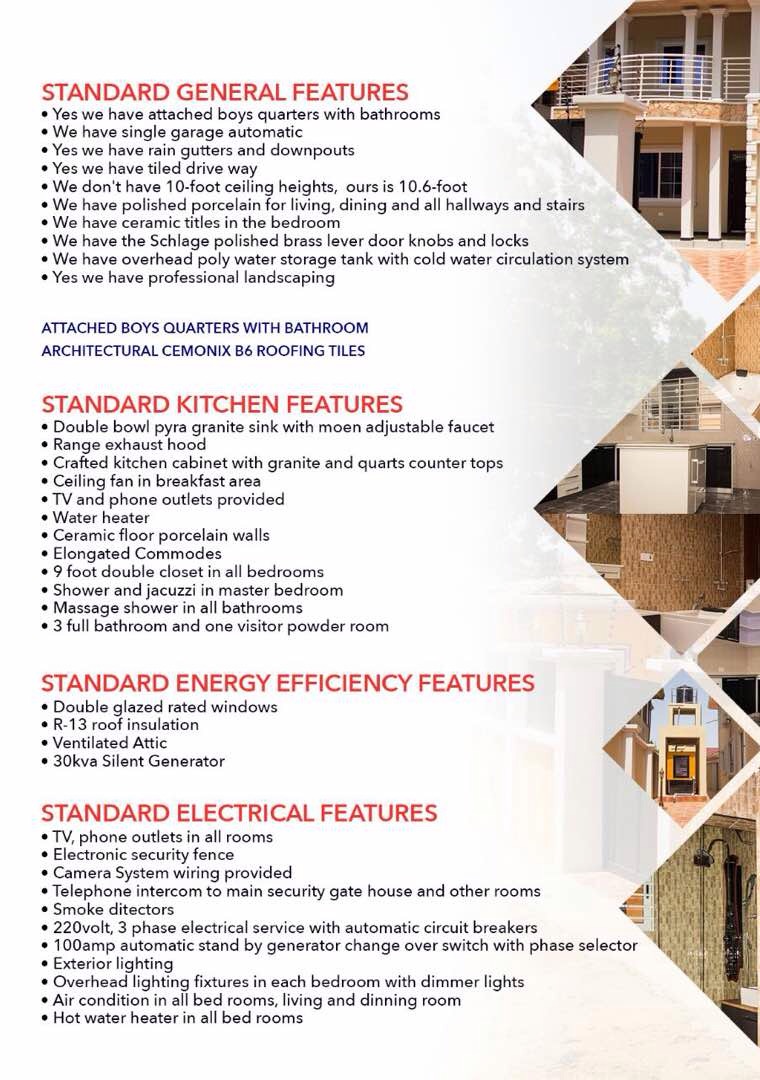 STANDARD GENERAL FEATURES
• Yes we have attached boys quarters with bathrooms
• We have single garage automatic
• Yes we have rain gutters and downpouts
• Yes we have tiled drive way
• We don't have 10-foot ceiling heights, ours is 10.6-foot
• We have polished porcelain for living, dining and all hallways and stairs
• We have ceramic titles in the bedroom
• We have the Schlage polished brass lever door knobs and locks
• We have overhead poly water storage tank with cold water circulation system
• Yes we have professional landscaping
ATTACHED BOYS QUARTERS WITH BATHROOM
ARCHITECTURAL CEMONIX B6 ROOFING TILES
STANDARD KITCHEN FEATURES
• Double bowl pyra granite sink with moen adjustable faucet
• Range exhaust hood
• Crafted kitchen cabinet with granite and quarts counter tops
• Ceiling fan in breakfast area
• TV and phone outlets provided
• Water heater
• Ceramic floor porcelain walls
• Elongated Commodes
• 9 foot double closet in all bedrooms
• Shower and jacuzzi in master bedroom
• Massage shower in all bathrooms
• 3 full bathroom and one visitor powder room
STANDARD ENERGY EFFICIENCY FEATURES
• Double glazed rated windows
• R-13 roof insulation
• Ventilated Attic
• 30kva Silent Generator
STANDARD ELECTRICAL FEATURES
• TV, phone outlets in all rooms
• Electronic security fence
• Camera System wiring provided
• Telephone intercom to main security gate house and other rooms
• Smoke ditectors
• 220volt, 3 phase electrical service with automatic circuit breakers
• 100amp automatic stand by generator change over switch with phase selector
• Exterior lighting
• Overhead lighting fixtures in each bedroom with dimmer lights
• Air condition in all bed rooms, living and dinning room
• Hot water heater in all bed rooms